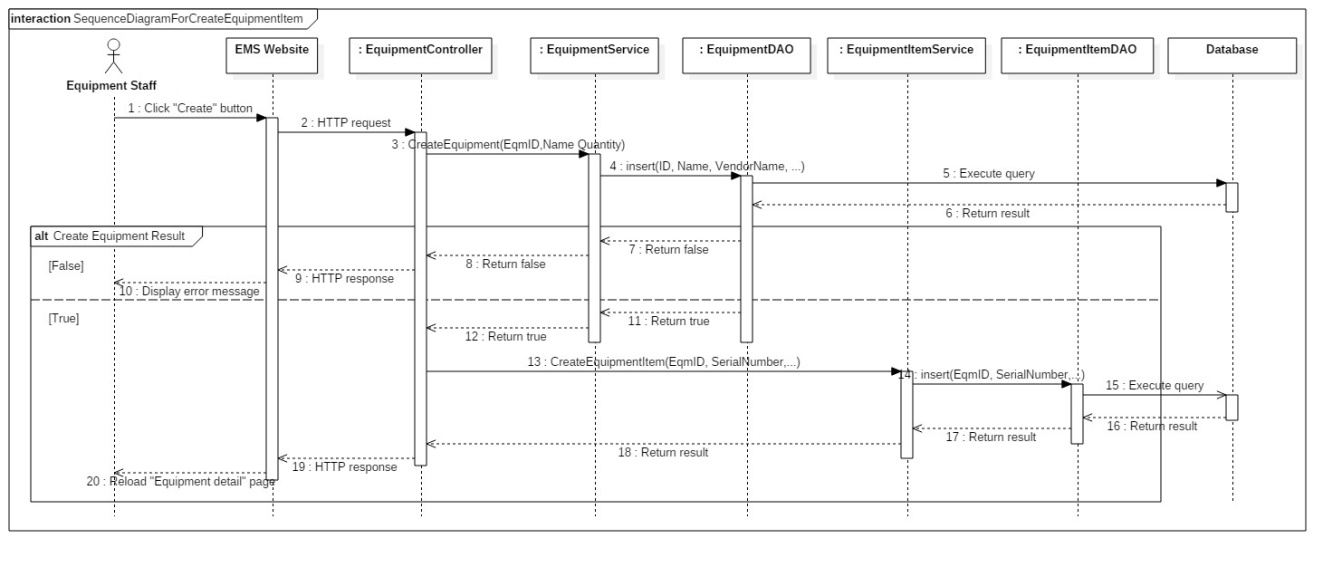 interaction SequenceDiagramForCreateEquipmentItem
Equipment Staff
EMS Website
: EquipmentController
: EquipmentService
: EquipmentDAO
: EquipmentItemService
: EquipmentItemDAO
Database
1 : Click "Create" button
2 : HTTP request
3 : CreateEquipment(EqmID,Name Quantity)
4 : insert(ID, Name, VendorName, ...)
5 : Execute query
6 : Return result
alt Create Equipment Result
[False]
7 : Return false
8 : Return false
9 : HTTP response
10 : Display error message
[True]
11 : Return true
12 : Return true
13 : CreateEquipmentItem(EqmID, SerialNumber,...)
14 : insert(EqmID, SerialNumber,...)
15 : Execute query
16 : Return result
17 : Return result
18 : Return result
19 : HTTP response
20 : Reload "Equipment detail" page